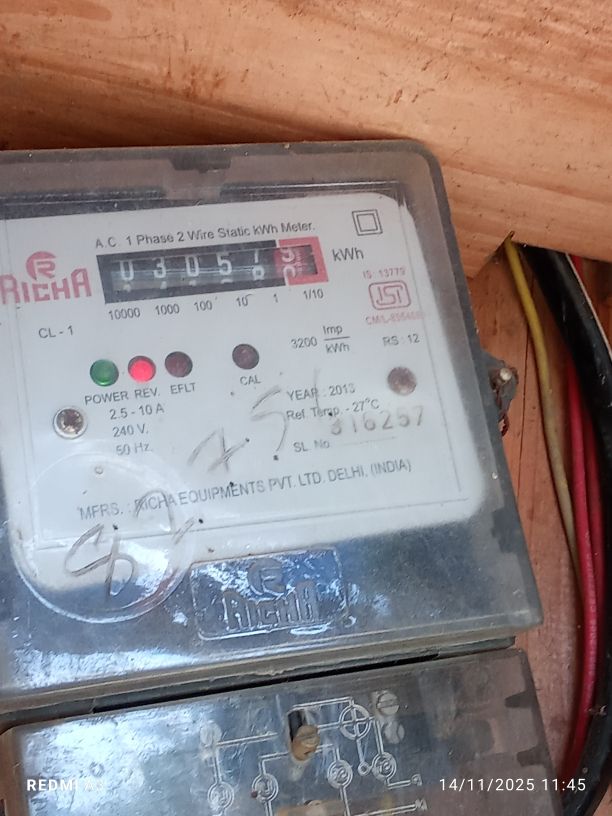 A.C. 1 Phase 2 Wire Static kWh Meter.
RICHA
kWh
0305
10000 1000 100 10 1 1/10
IS: 13779
ISI
CL - 1
3200 Imp
kWh
RS: 12
POWER REV. EFLT
CAL
2.5 - 10 A
240 V.
50 Hz.
YEAR : 2013
Ref. Temp. - 27°C
SL. No. 316257
MFRS. : RICHA EQUIPMENTS PVT. LTD. DELHI. (INDIA)
RICHA
REDMI A3
14/11/2025 11:45